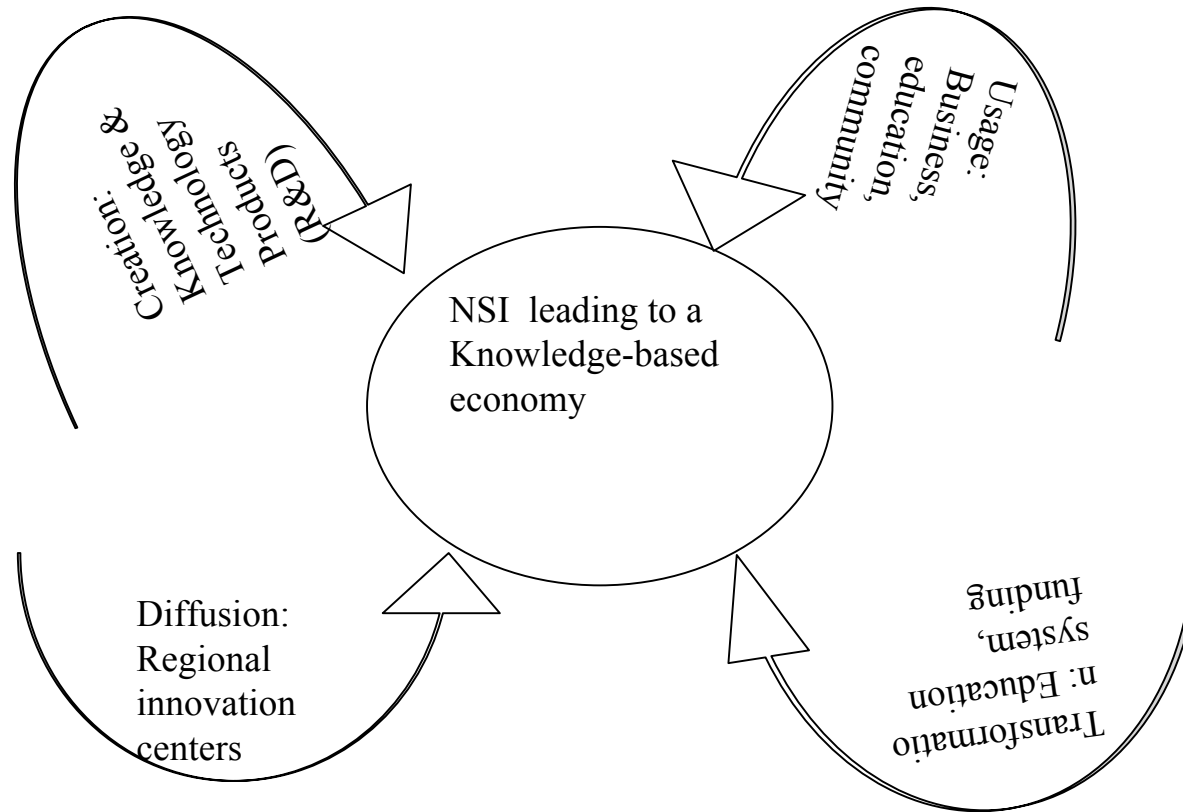 Creation:
Knowledge &
Technology
Products
(R&D)
Usage:
Business,
education,
community
NSI  leading to a
Knowledge-based
economy
Diffusion:
Regional
innovation
centers
Transformatio
n: Education
system,
funding